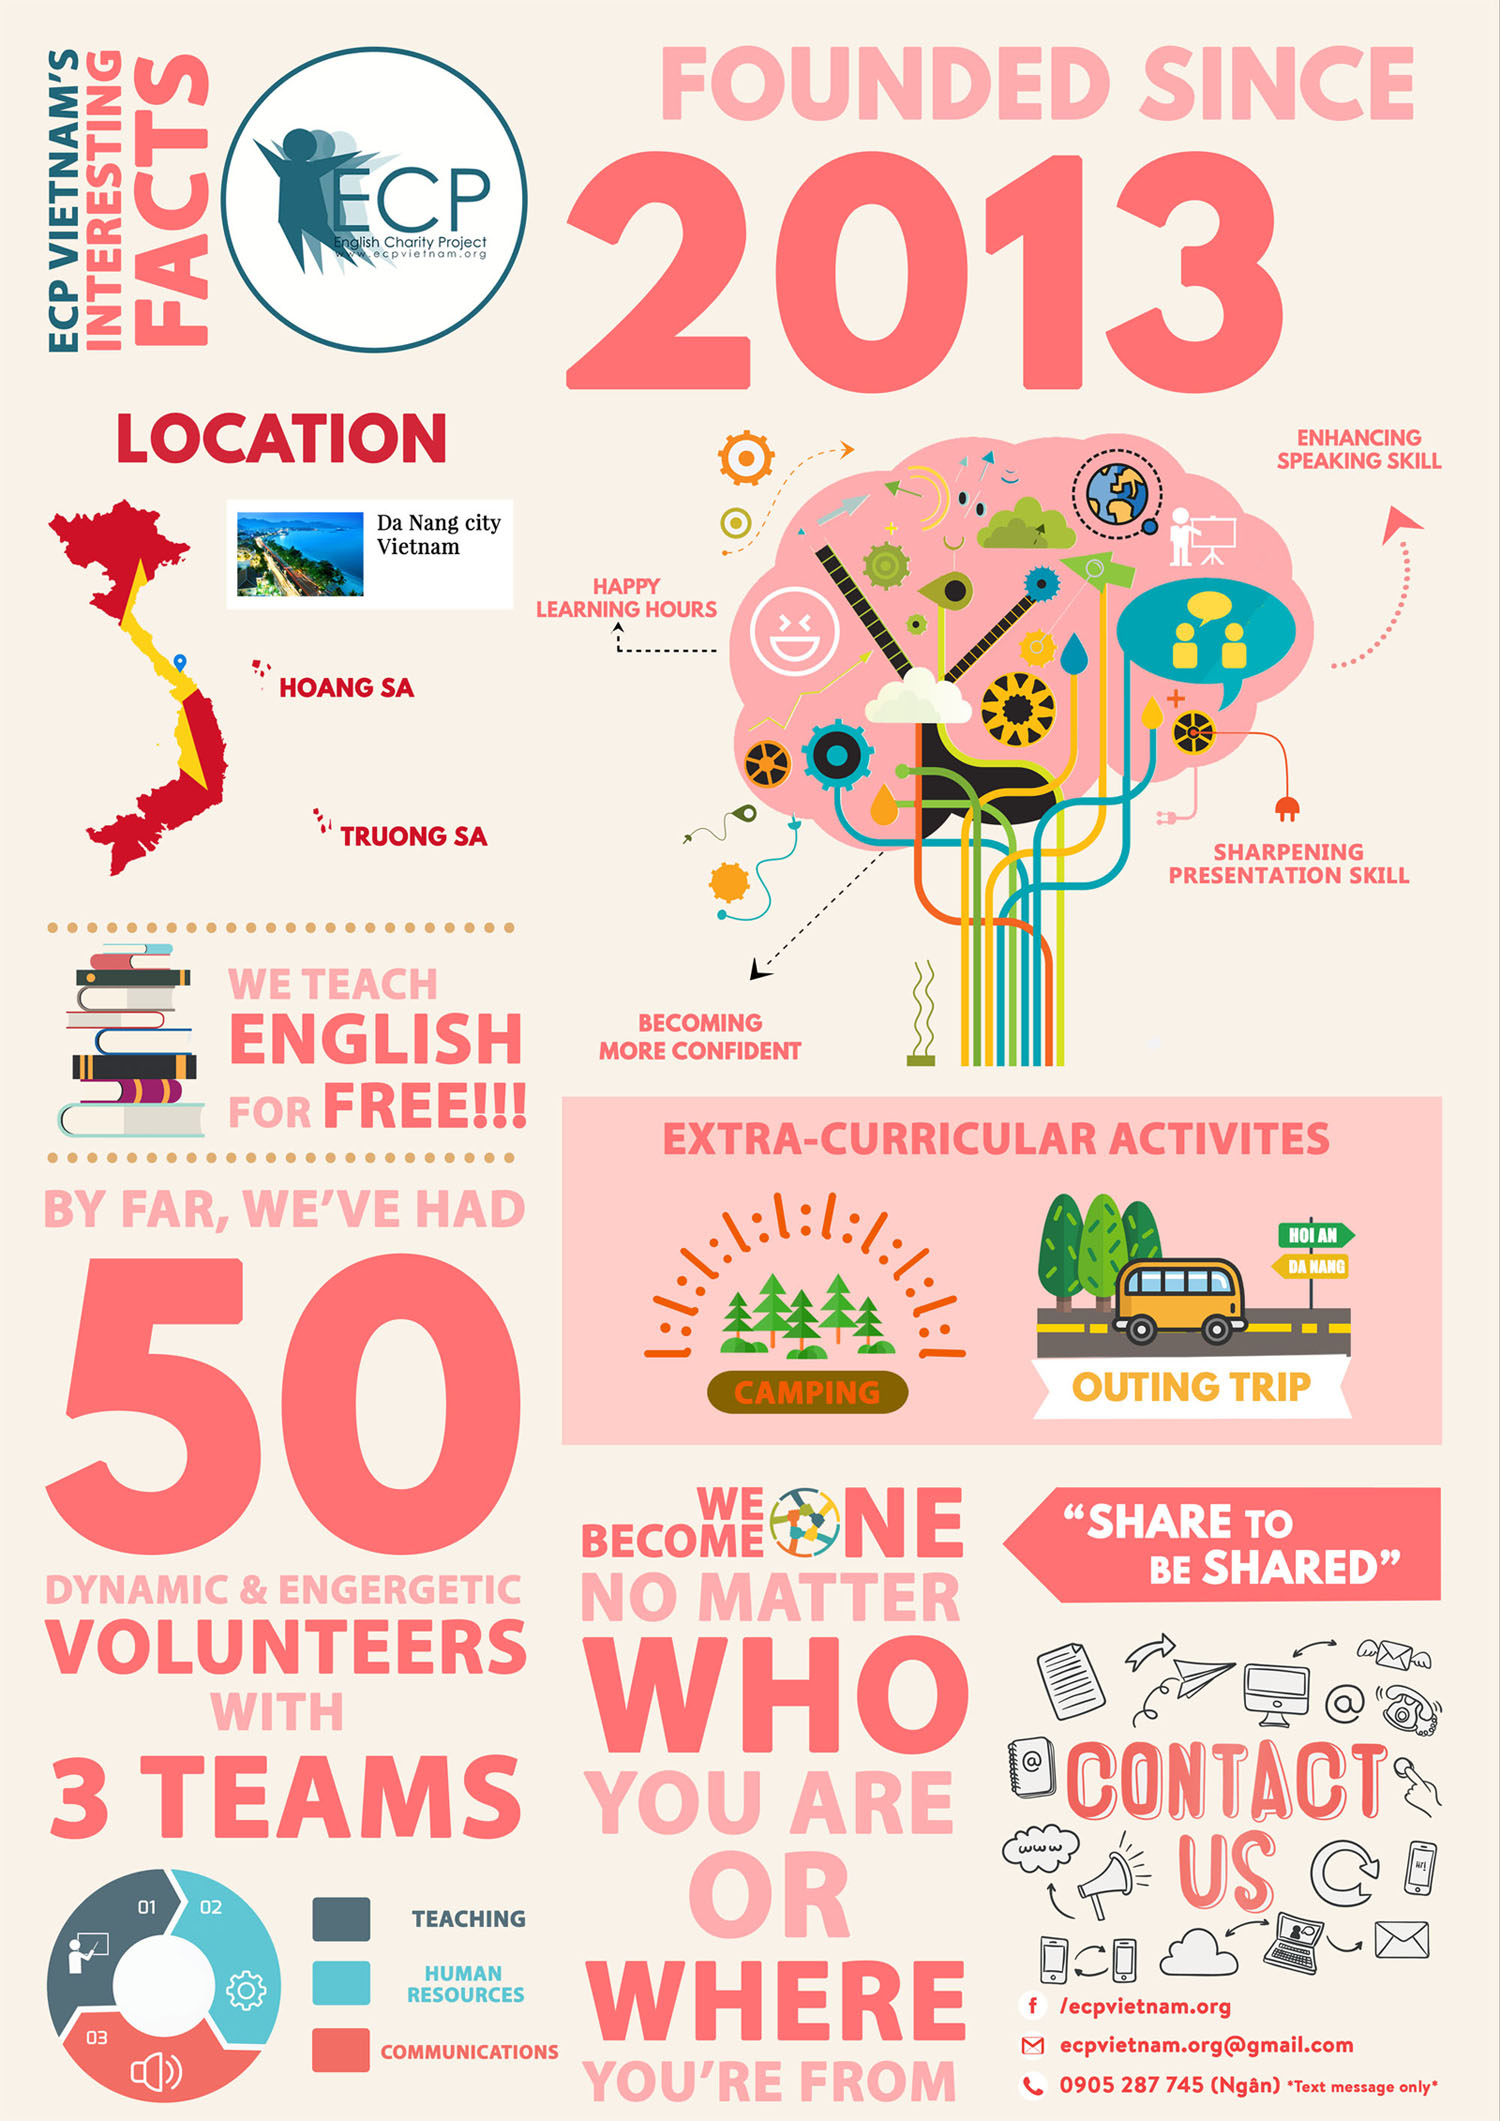 ECP VIETNAM'S
INTERESTING
FACTS
ECP
English Charity Project
www.ecpvietnam.org
FOUNDED SINCE
2013
LOCATION
Da Nang city
Vietnam
HOANG SA
TRUONG SA
ENHANCING
SPEAKING SKILL
HAPPY
LEARNING HOURS
SHARPENING
PRESENTATION SKILL
BECOMING
MORE CONFIDENT
WE TEACH
ENGLISH
FOR FREE!!!
BY FAR, WE'VE HAD
50
DYNAMIC & ENGERGETIC
VOLUNTEERS
WITH
3 TEAMS
01
02
03
TEACHING
HUMAN
RESOURCES
COMMUNICATIONS
EXTRA-CURRICULAR ACTIVITES
CAMPING
HOI AN
DA NANG
OUTING TRIP
WE
BECOME
NE
NO MATTER
WHO
YOU ARE
OR
WHERE
YOU'RE FROM
“SHARE TO
BE SHARED”
@
@
CONTACT
www
US
Hi!
f /ecpvietnam.org
ecpvietnam.org@gmail.com
0905 287 745 (Ngân) *Text message only*